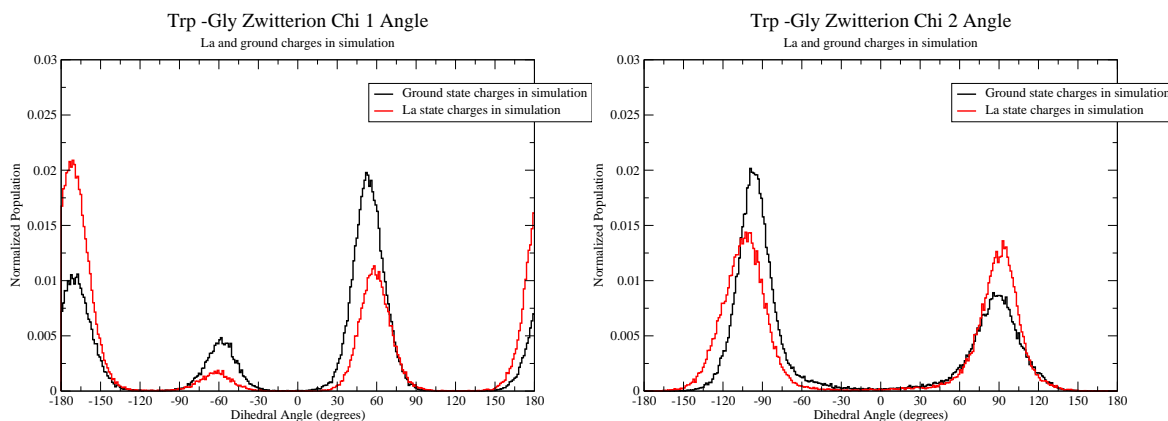 Trp -Gly Zwitterion Chi 1 Angle
La and ground charges in simulation
0.03
0.025
0.02
0.015
0.01
0.005
0
Normalized Population
Ground state charges in simulation
La state charges in simulation
-180 -150 -120 -90 -60 -30 0 30 60 90 120 150 180
Dihedral Angle (degrees)
Trp -Gly Zwitterion Chi 2 Angle
La and ground charges in simulation
0.03
0.025
0.02
0.015
0.01
0.005
0
Normalized Population
Ground state charges in simulation
La state charges in simulation
-180 -150 -120 -90 -60 -30 0 30 60 90 120 150 180
Dihedral Angle (degrees)